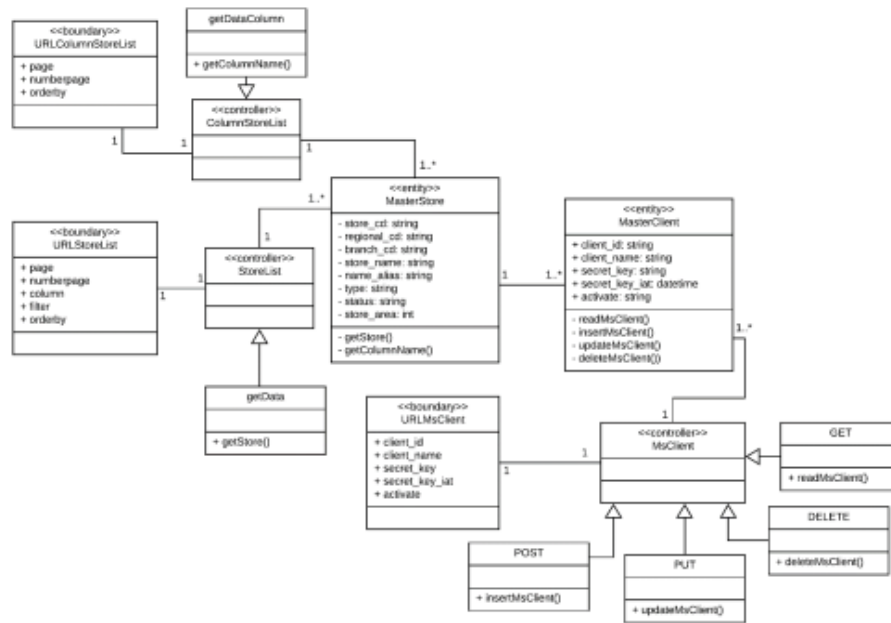 <<boundary>>
URLColumnStoreList
+ page
+ numberpage
+ orderby
getDataColumn
+ getColumnName()
<<controller>>
ColumnStoreList
1
1
1
1..*
<<boundary>>
URLStoreList
+ page
+ numberpage
+ column
+ filter
+ orderby
1
1
<<controller>>
StoreList
1
1..*
getData
+ getStore()
<<entity>>
MasterStore
- store_cd: string
- regional_cd: string
- branch_cd: string
- store_name: string
- name_alias: string
- type: string
- status: string
- store_area: int
- getStore()
- getColumnName()
1
1..*
<<entity>>
MasterClient
+ client_id: string
+ client_name: string
+ secret_key: string
+ secret_key_iat: datetime
+ activate: string
- readMsClient()
- insertMsClient()
- updateMsClient()
- deleteMsClient())
1..*
1
<<boundary>>
URLMsClient
+ client_id
+ client_name
+ secret_key
+ secret_key_iat
+ activate
1
1
<<controller>>
MsClient
GET
+ readMsClient()
DELETE
+ deleteMsClient()
POST
+ insertMsClient()
PUT
+ updateMsClient()